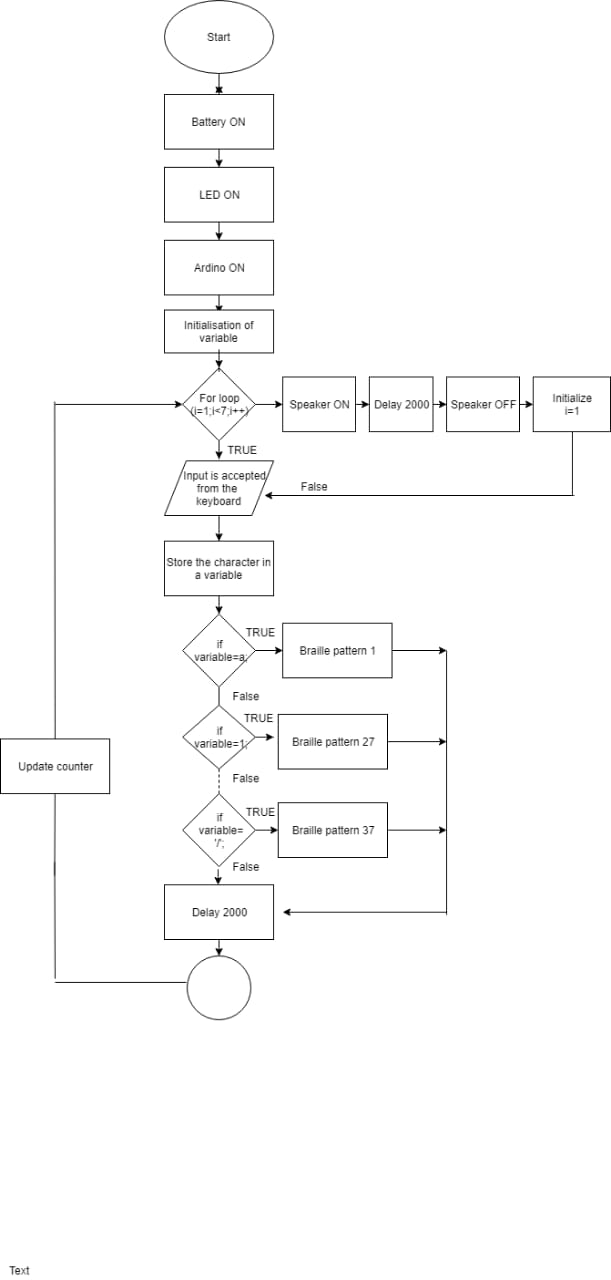 Start
Battery ON
LED ON
Ardino ON
Initialisation of
variable
For loop
(i=1;i<7;i++)
Speaker ON
Delay 2000
Speaker OFF
Initialize
i=1
TRUE
False
Input is accepted
from the
keyboard
Store the character in
a variable
TRUE
if
variable=a;
Braille pattern 1
False
TRUE
if
variable=1;
Braille pattern 27
Update counter
False
TRUE
if
variable=
'/';
Braille pattern 37
False
Delay 2000
Text